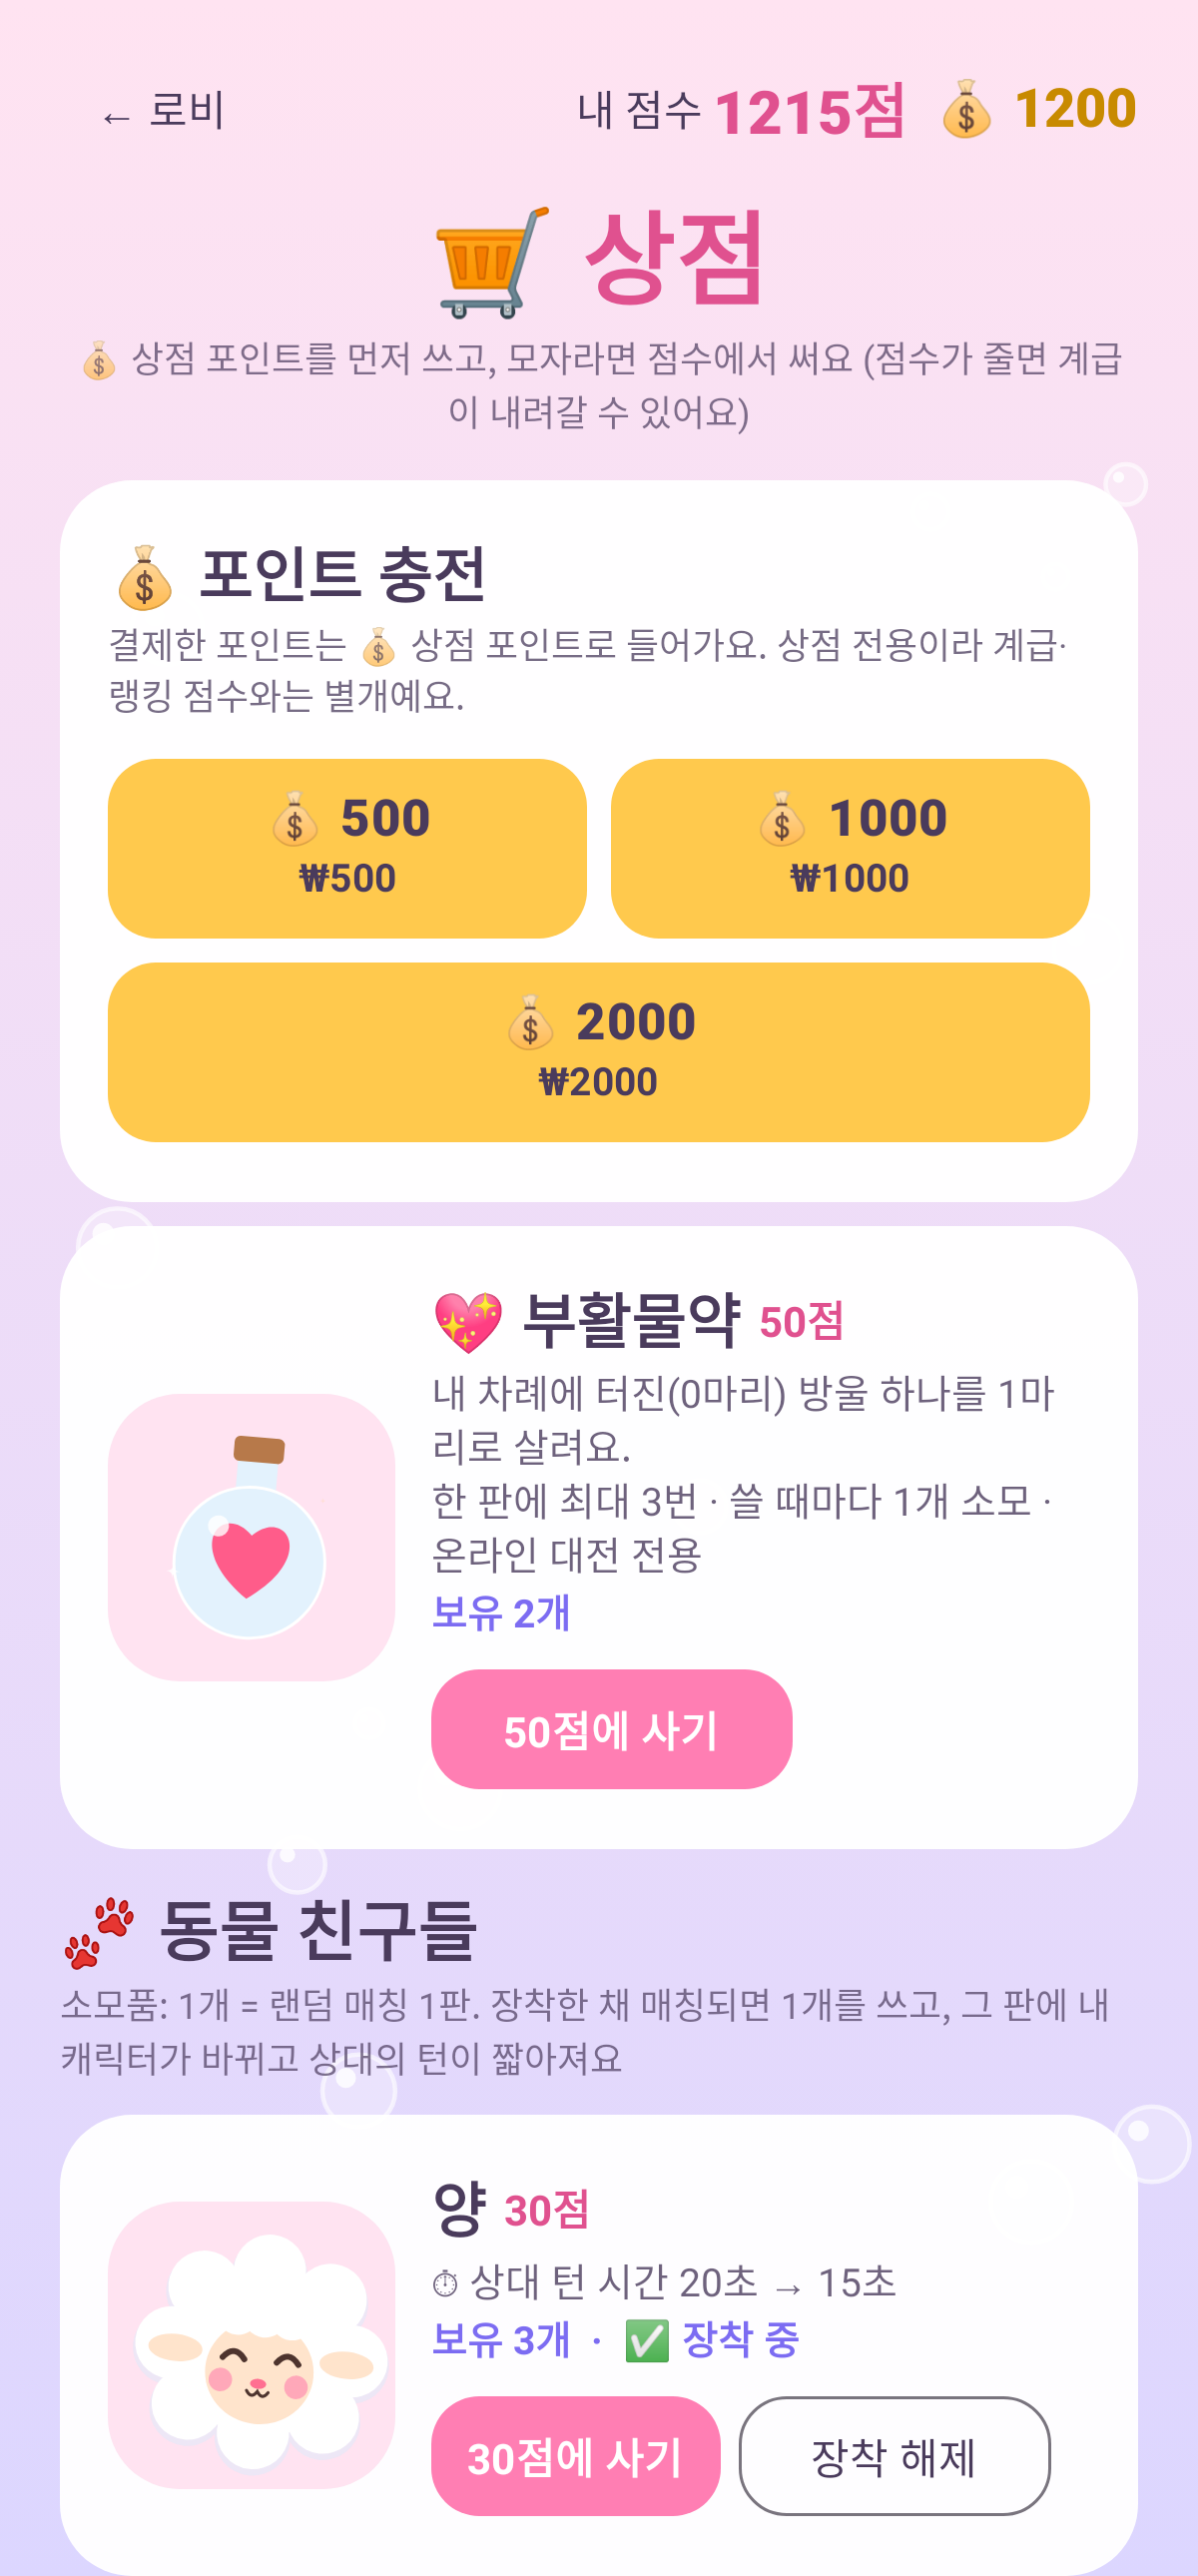 ← 로비 내 점수 1215점 💰 1200
🛒 상점
💰 상점 포인트를 먼저 쓰고, 모자라면 점수에서 써요 (점수가 줄면 계급
이 내려갈 수 있어요)
💰 포인트 충전
결제한 포인트는 💰 상점 포인트로 들어가요. 상점 전용이라 계급·
랭킹 점수와는 별개예요.
💰 500
₩500
💰 1000
₩1000
💰 2000
₩2000
💖 부활물약 50점
내 차례에 터진(0마리) 방울 하나를 1마
리로 살려요.
한 판에 최대 3번 · 쓸 때마다 1개 소모 ·
온라인 대전 전용
보유 2개
50점에 사기
🐾 동물 친구들
소모품: 1개 = 랜덤 매칭 1판. 장착한 채 매칭되면 1개를 쓰고, 그 판에 내
캐릭터가 바뀌고 상대의 턴이 짧아져요
양 30점
⏱ 상대 턴 시간 20초 → 15초
보유 3개 · ✅ 장착 중
30점에 사기
장착 해제